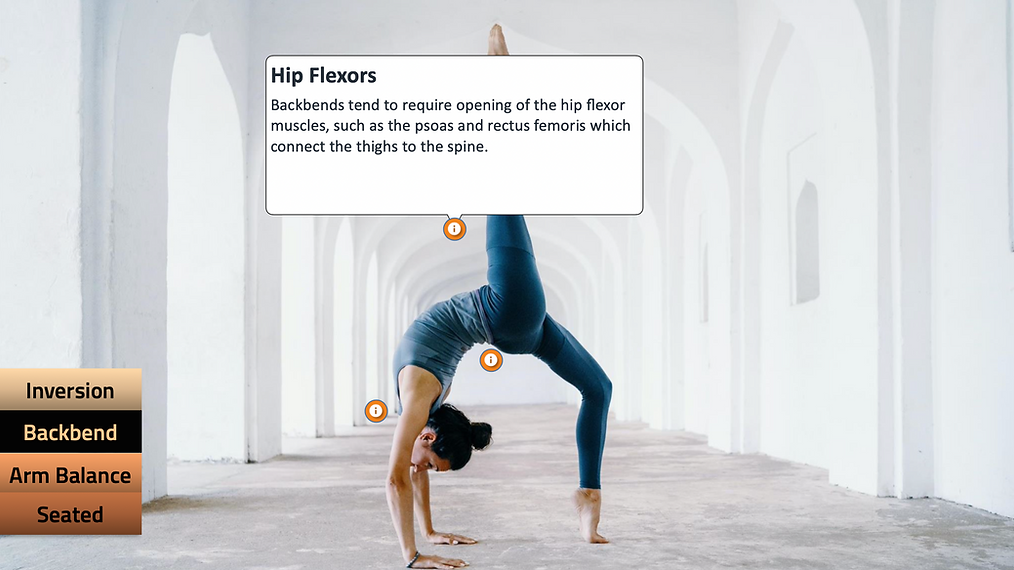 Hip Flexors
Backbends tend to require opening of the hip flexor
muscles, such as the psoas and rectus femoris which
connect the thighs to the spine.
Inversion
Backbend
Arm Balance
Seated